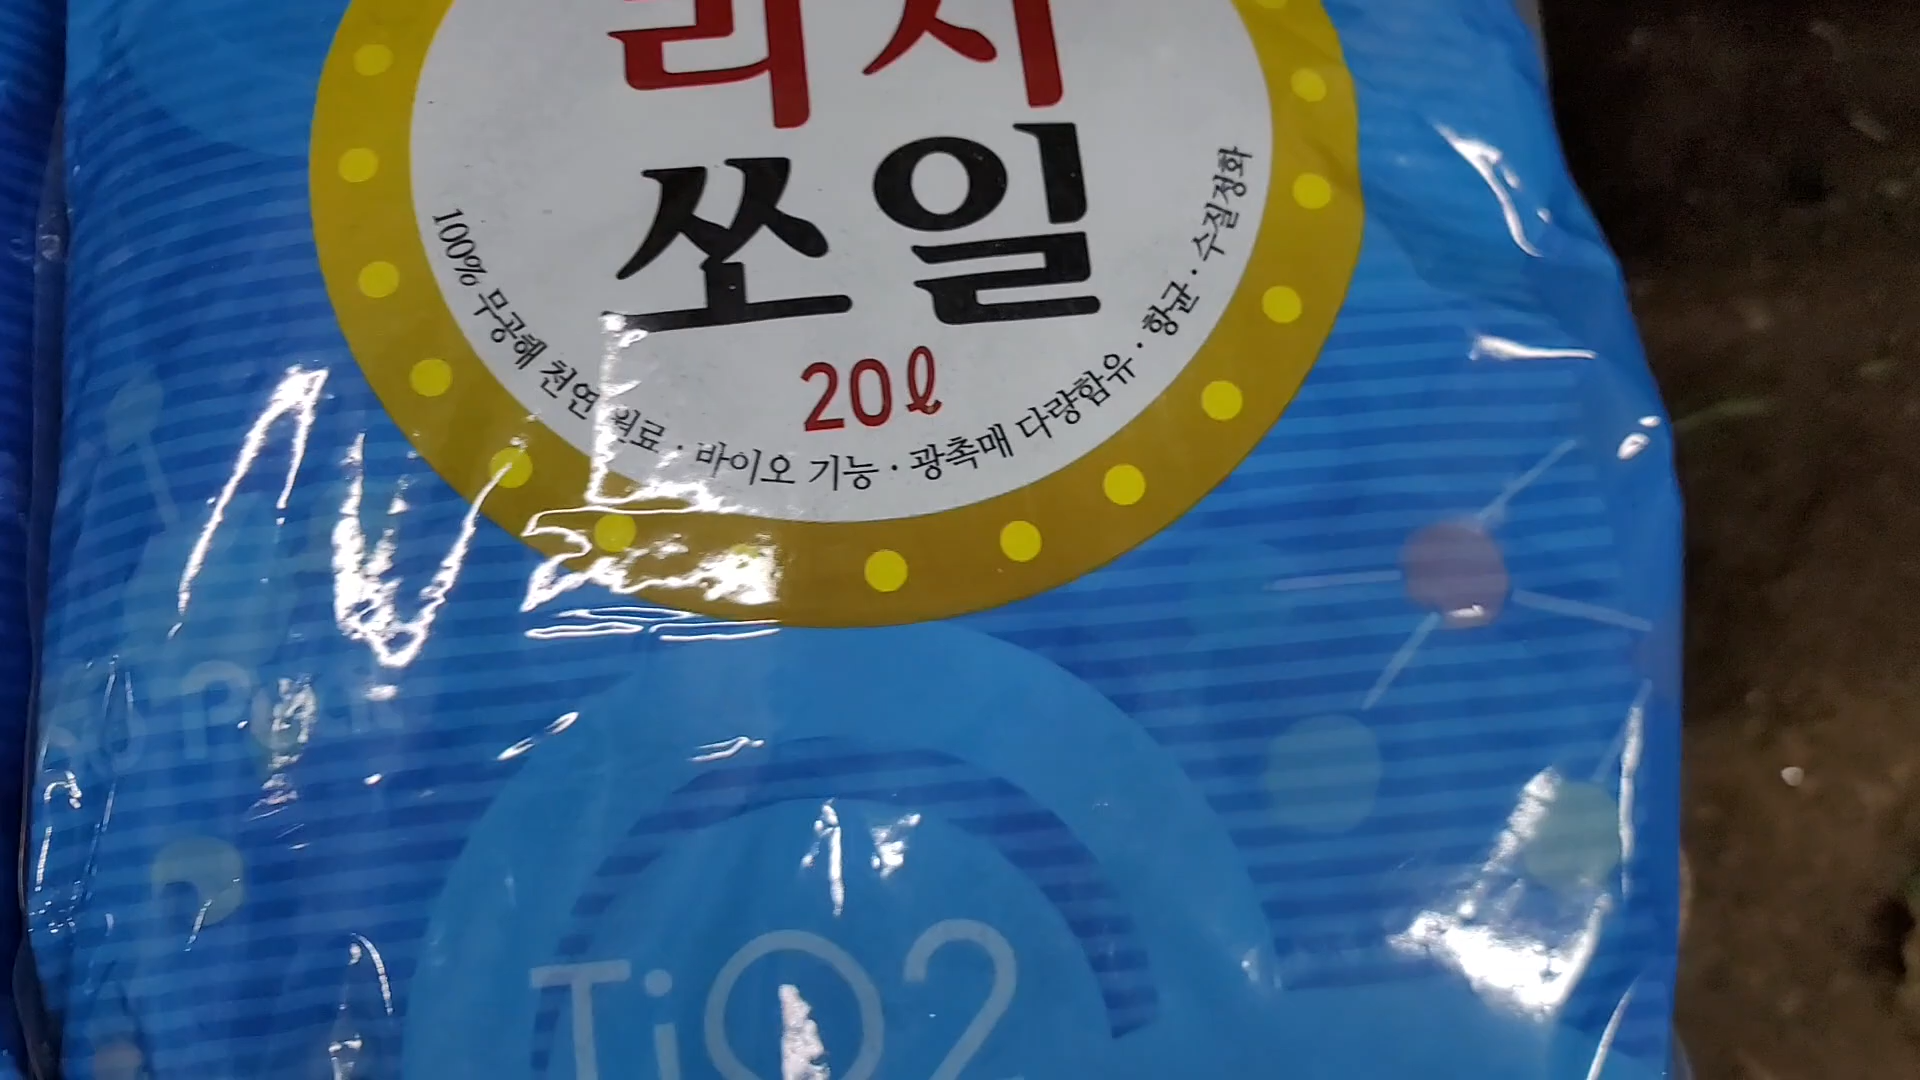 쏘일
20ℓ
100% 무공해 천연 원료 · 바이오 기능 · 광촉매 다량함유 · 항균 · 수질정화
TiO2